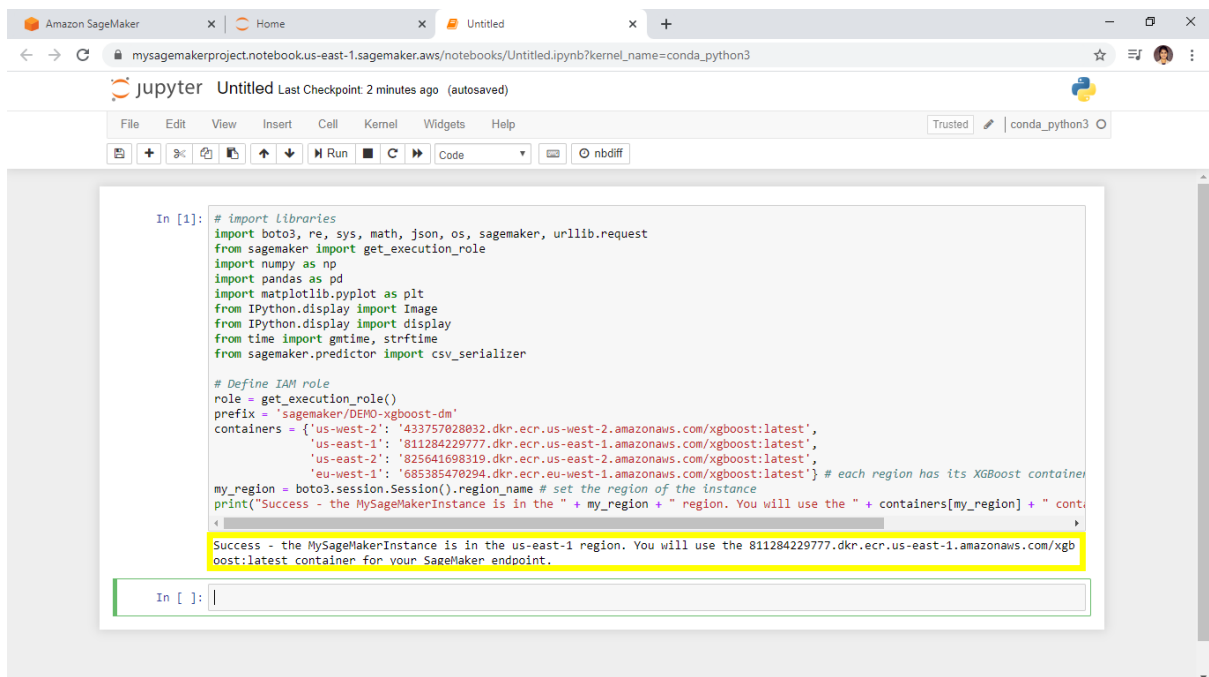 Amazon SageMaker
Home
Untitled
mysagemakerproject.notebook.us-east-1.sagemaker.aws/notebooks/Untitled.ipynb?kernel_name=conda_python3
jupyter Untitled Last Checkpoint: 2 minutes ago (autosaved)
File Edit View Insert Cell Kernel Widgets Help Trusted conda_python3
Run Code nbdiff
In [1]: # import libraries
import boto3, re, sys, math, json, os, sagemaker, urllib.request
from sagemaker import get_execution_role
import numpy as np
import pandas as pd
import matplotlib.pyplot as plt
from IPython.display import Image
from IPython.display import display
from time import gmtime, strftime
from sagemaker.predictor import csv_serializer
# Define IAM role
role = get_execution_role()
prefix = 'sagemaker/DEMO-xgboost-dm'
containers = {'us-west-2': '433757028032.dkr.ecr.us-west-2.amazonaws.com/xgboost:latest',
'us-east-1': '811284229777.dkr.ecr.us-east-1.amazonaws.com/xgboost:latest',
'us-east-2': '825641698319.dkr.ecr.us-east-2.amazonaws.com/xgboost:latest',
'eu-west-1': '685385470294.dkr.ecr.eu-west-1.amazonaws.com/xgboost:latest'} # each region has its XGBoost container
my_region = boto3.session.Session().region_name # set the region of the instance
print("Success - the MySageMakerInstance is in the " + my_region + " region. You will use the " + containers[my_region] + " conta
Success - the MySageMakerInstance is in the us-east-1 region. You will use the 811284229777.dkr.ecr.us-east-1.amazonaws.com/xgb
oost:latest container for your SageMaker endpoint.
In [ ]: